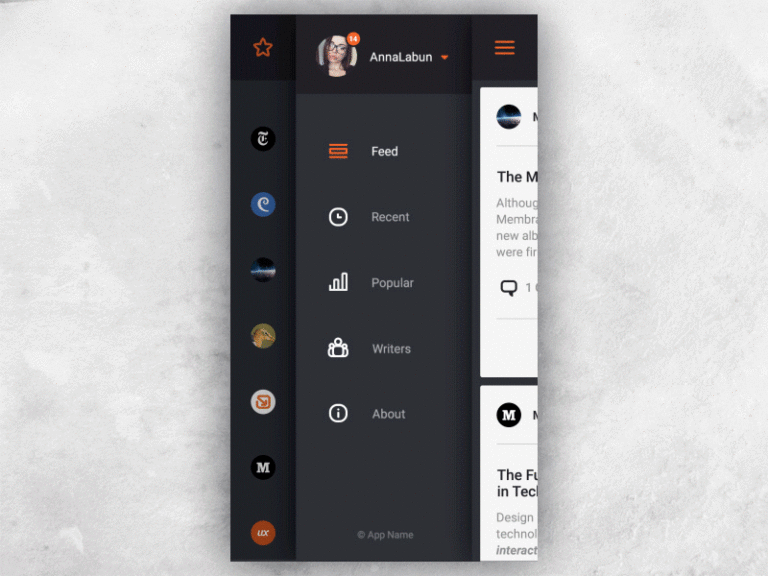 14
AnnaLabun
T
Feed
Recent
Popular
Writers
About
© App Name
M
ux
The M
Althoug
Membra
new alb
were fir
1
M
The Fu
in Tech
Design
technol
interact